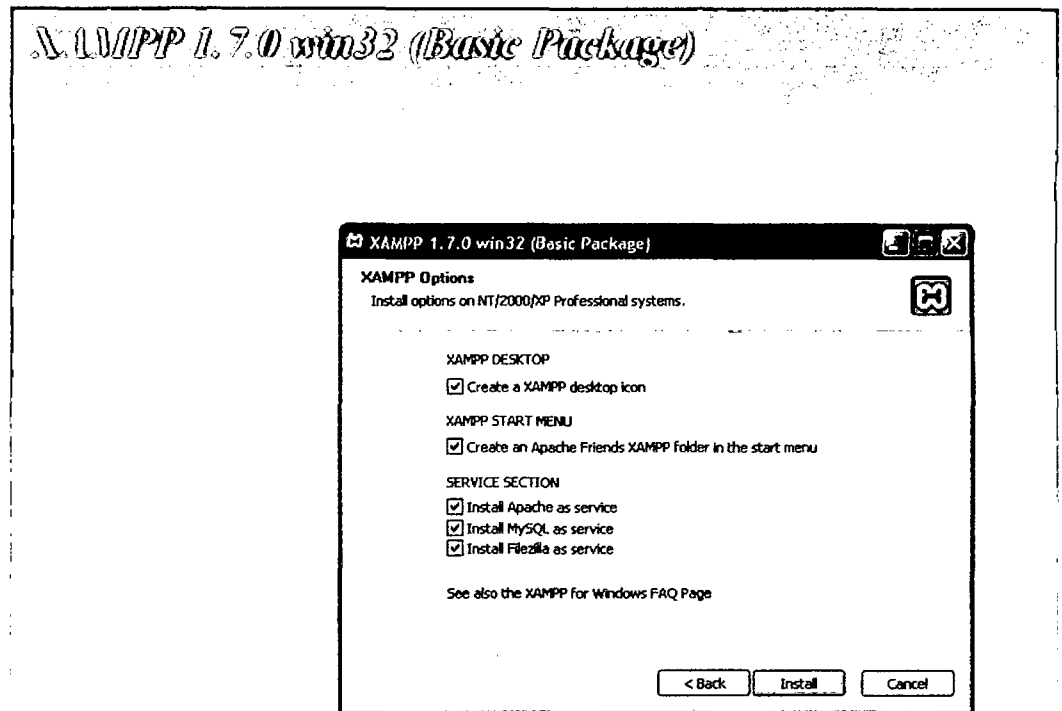 XAMPP 1.7.0 win32 (Basic Package)
XAMPP 1.7.0 win32 (Basic Package)
XAMPP Options
Install options on NT/2000/XP Professional systems.
XAMPP DESKTOP
Create a XAMPP desktop icon
XAMPP START MENU
Create an Apache Friends XAMPP folder in the start menu
SERVICE SECTION
Install Apache as service
Install MySQL as service
Install Filezilla as service
See also the XAMPP for Windows FAQ Page
< Back
Install
Cancel